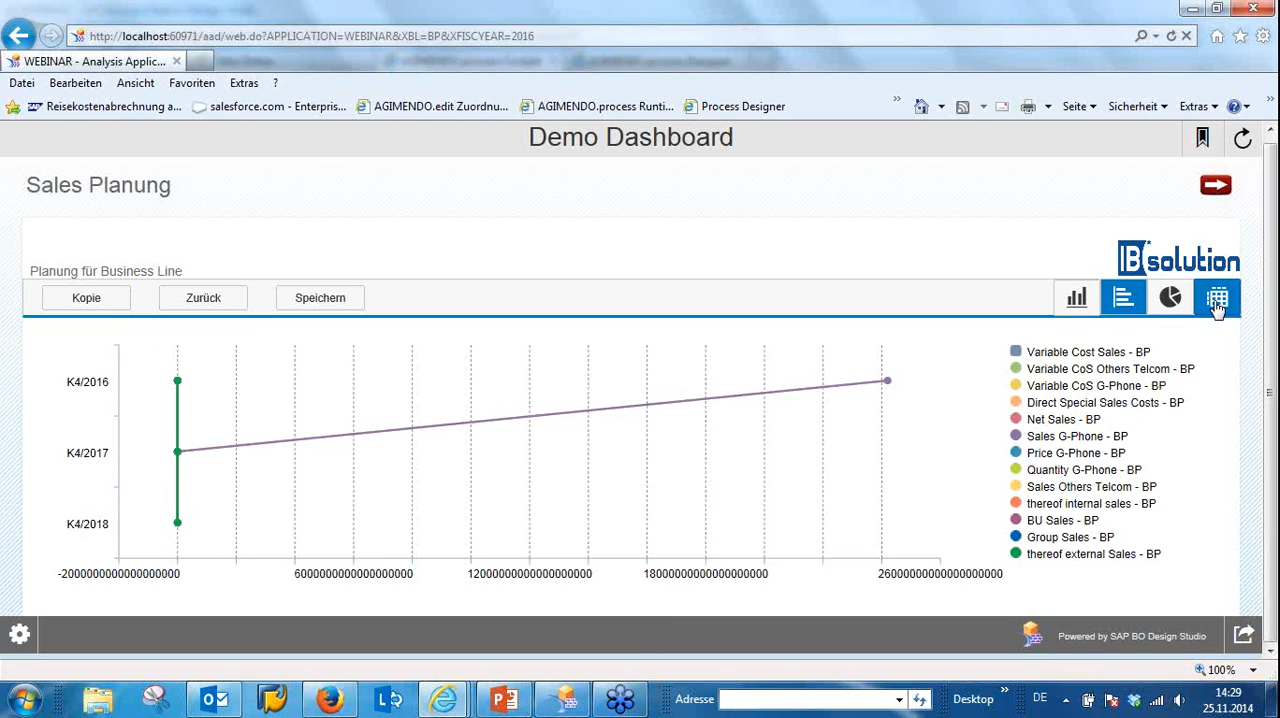 http://localhost:60971/aad/web.do?APPLICATION=WEBINAR&XBL=BP&XFISCYEAR=2016
WEBINAR - Analysis Applic...
Datei Bearbeiten Ansicht Favoriten Extras ?
Reisekostenabrechnung a... salesforce.com - Enterpris... AGIMENDO.edit Zuordnu... AGIMENDO.process Runti... Process Designer » Seite Sicherheit Extras »
Demo Dashboard
Sales Planung
IBsolution
Planung für Business Line
Kopie Zurück Speichern
K4/2016
K4/2017
K4/2018
-2000000000000000 6000000000000000 12000000000000000 18000000000000000 26000000000000000
Variable Cost Sales - BP
Variable CoS Others Telcom - BP
Variable CoS G-Phone - BP
Direct Special Sales Costs - BP
Net Sales - BP
Sales G-Phone - BP
Price G-Phone - BP
Quantity G-Phone - BP
Sales Others Telcom - BP
thereof internal sales - BP
BU Sales - BP
Group Sales - BP
thereof external Sales - BP
Powered by SAP BO Design Studio
100%
Adresse Desktop » DE 14:29
25.11.2014